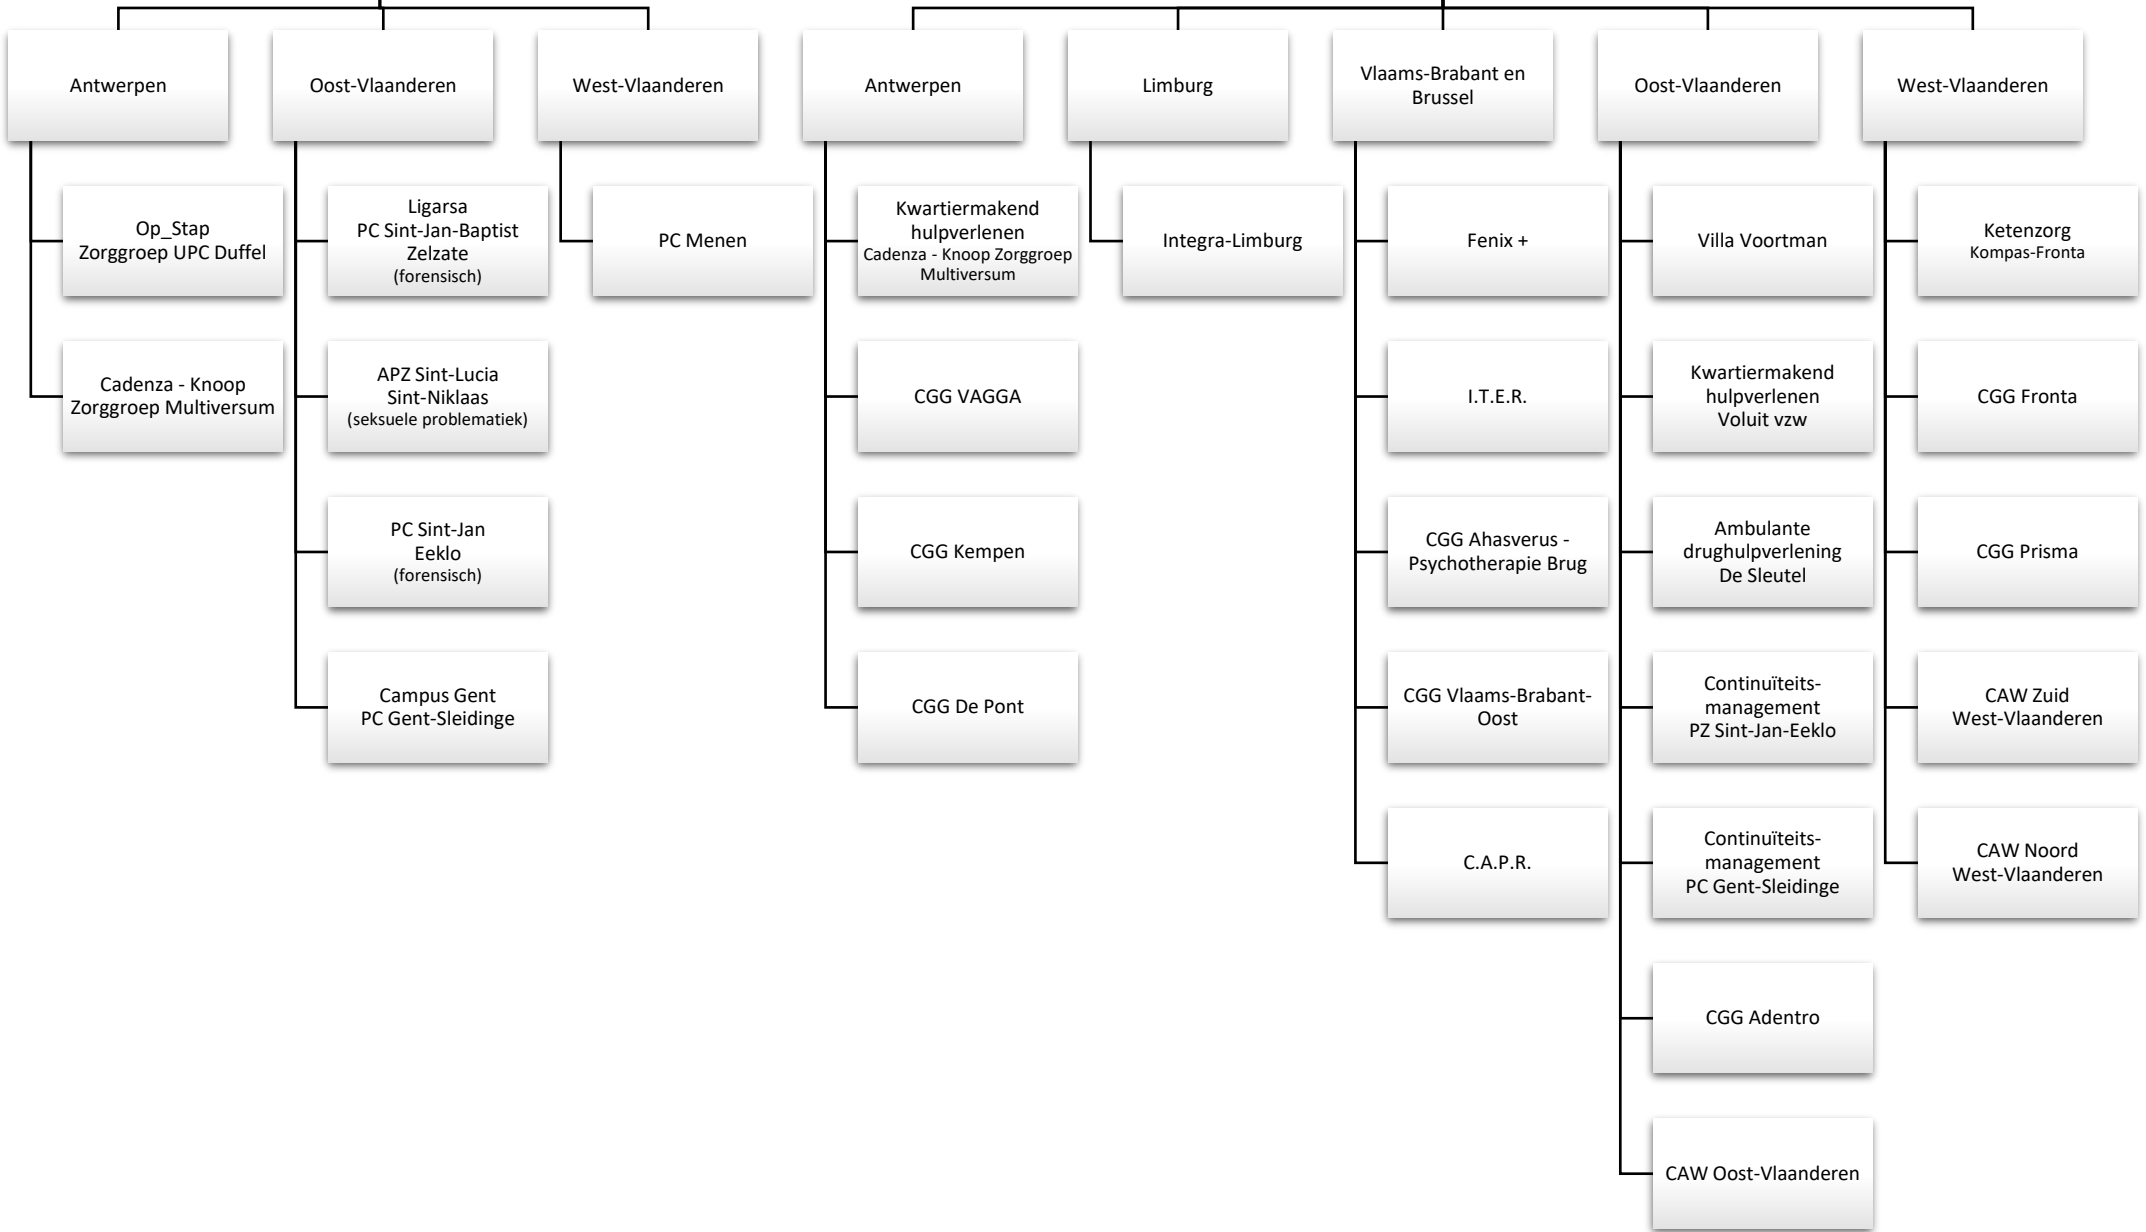 Antwerpen
Op_Stap
Zorggroep UPC Duffel
Cadenza - Knoop
Zorggroep Multiversum
Oost-Vlaanderen
Ligarsa
PC Sint-Jan-Baptist
Zelzate
(forensisch)
APZ Sint-Lucia
Sint-Niklaas
(seksuele problematiek)
PC Sint-Jan
Eeklo
(forensisch)
Campus Gent
PC Gent-Sleidinge
West-Vlaanderen
PC Menen
Antwerpen
Kwartiermakend
hulpverlenen
Cadenza - Knoop Zorggroep
Multiversum
CGG VAGGA
CGG Kempen
CGG De Pont
Limburg
Integra-Limburg
Vlaams-Brabant en
Brussel
Fenix +
I.T.E.R.
CGG Ahasverus -
Psychotherapie Brug
CGG Vlaams-Brabant-
Oost
C.A.P.R.
Oost-Vlaanderen
Villa Voortman
Kwartiermakend
hulpverlenen
Voluit vzw
Ambulante
drughulpverlening
De Sleutel
Continuïteits-
management
PZ Sint-Jan-Eeklo
Continuïteits-
management
PC Gent-Sleidinge
CGG Adentro
CAW Oost-Vlaanderen
West-Vlaanderen
Ketenzorg
Kompas-Fronta
CGG Fronta
CGG Prisma
CAW Zuid
West-Vlaanderen
CAW Noord
West-Vlaanderen